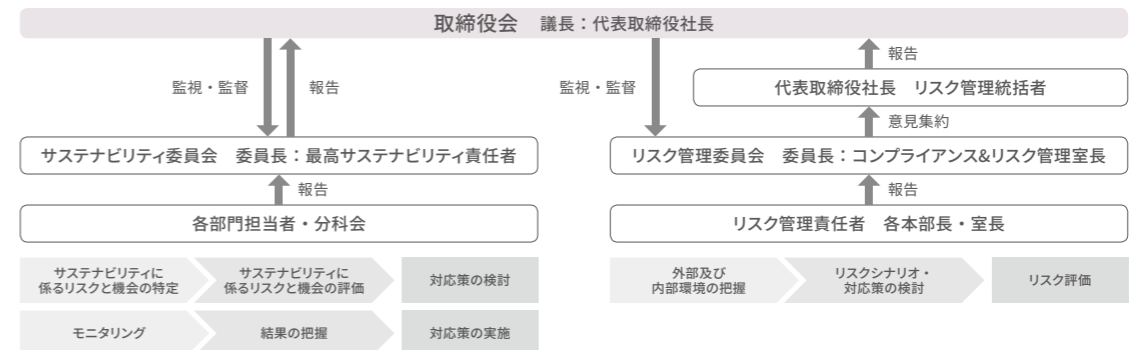 取締役会 議長：代表取締役社長
監視・監督
報告
監視・監督
報告
代表取締役社長 リスク管理統括者
意見集約
サステナビリティ委員会 委員長：最高サステナビリティ責任者
リスク管理委員会 委員長：コンプライアンス&リスク管理室長
報告
報告
各部門担当者・分科会
リスク管理責任者 各本部長・室長
サステナビリティに
係るリスクと機会の特定
サステナビリティに
係るリスクと機会の評価
対応策の検討
外部及び
内部環境の把握
リスクシナリオ・
対応策の検討
リスク評価
モニタリング
結果の把握
対応策の実施